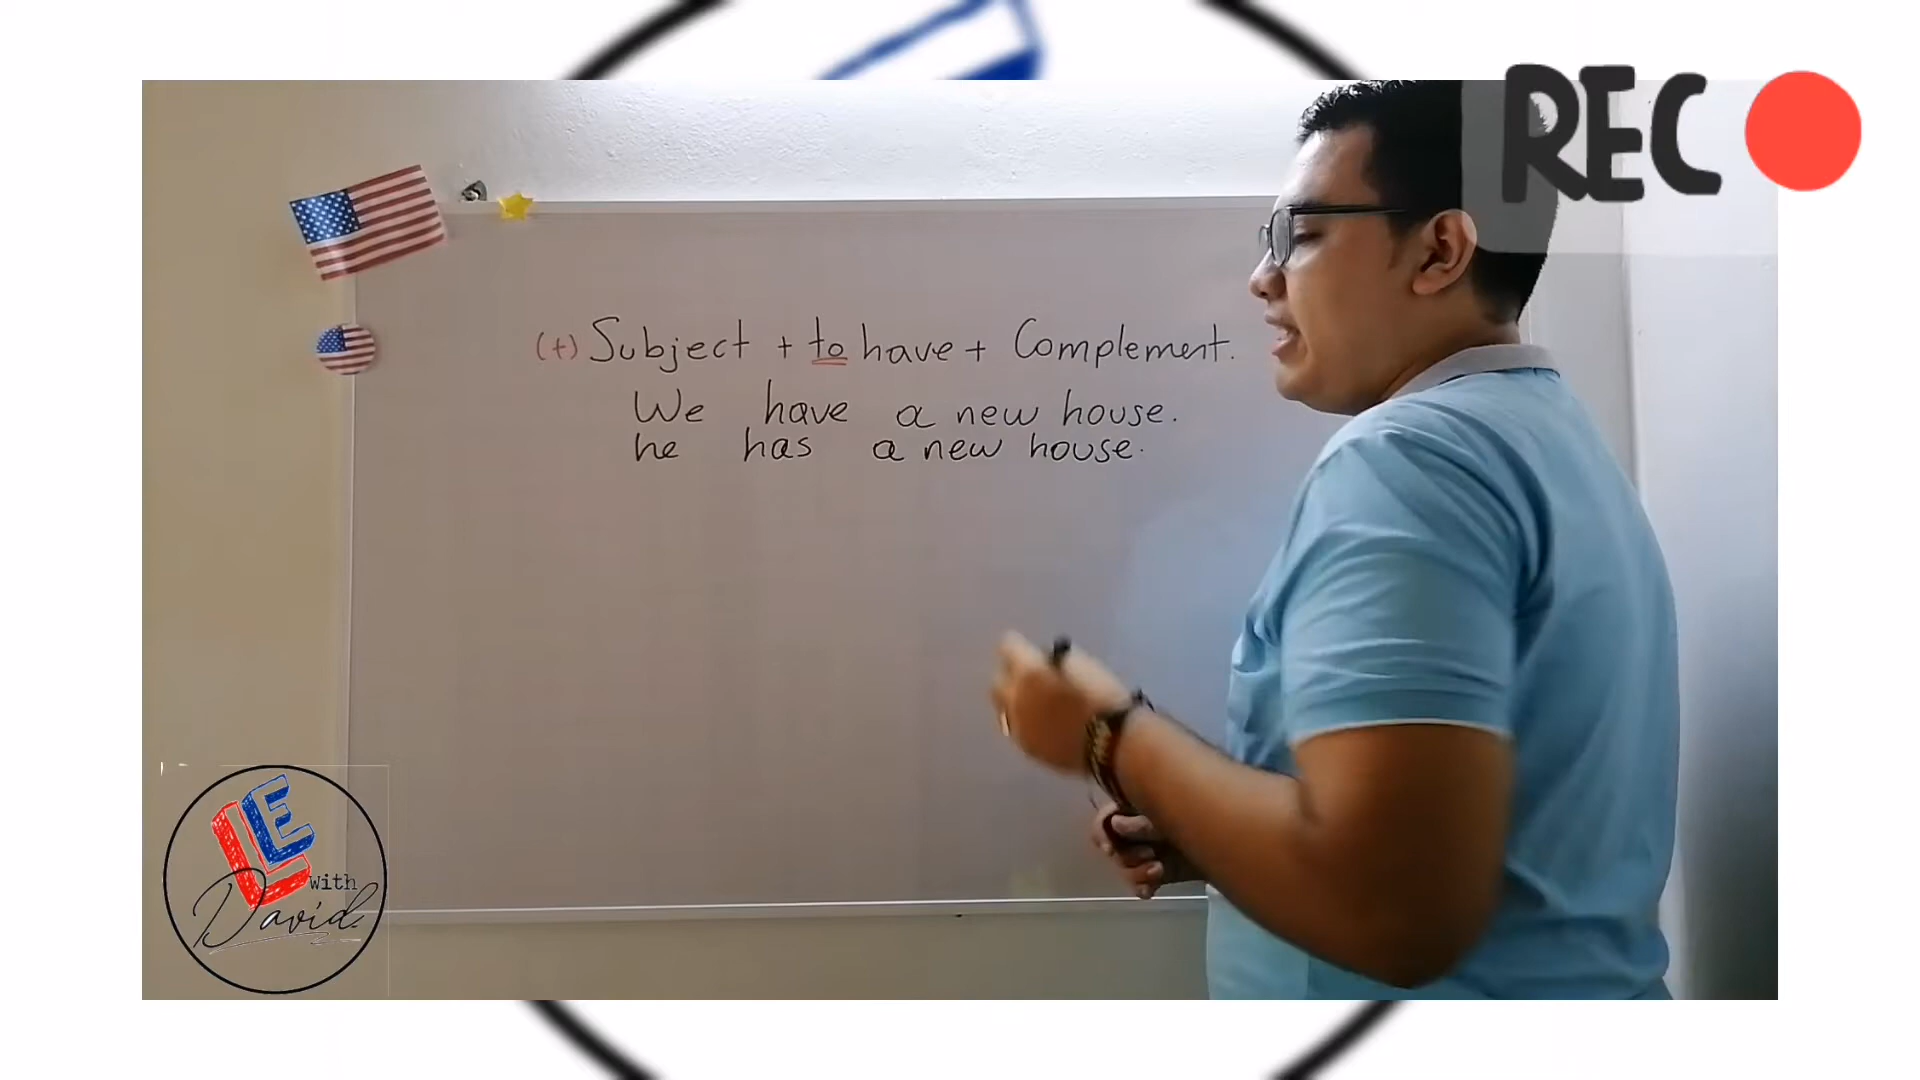 REC
(+) Subject + to have + Complement.
We have a new house.
he has a new house.
LE
with
David